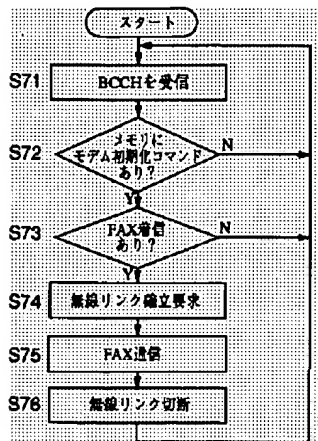 スタート
S71
BCCHを受信
S72
メモリに
モデム初期化コマンド
あり?
N
Y
S73
FAX着信
あり?
N
Y
S74
無線リンク確立要求
S75
FAX送信
S76
無線リンク切断